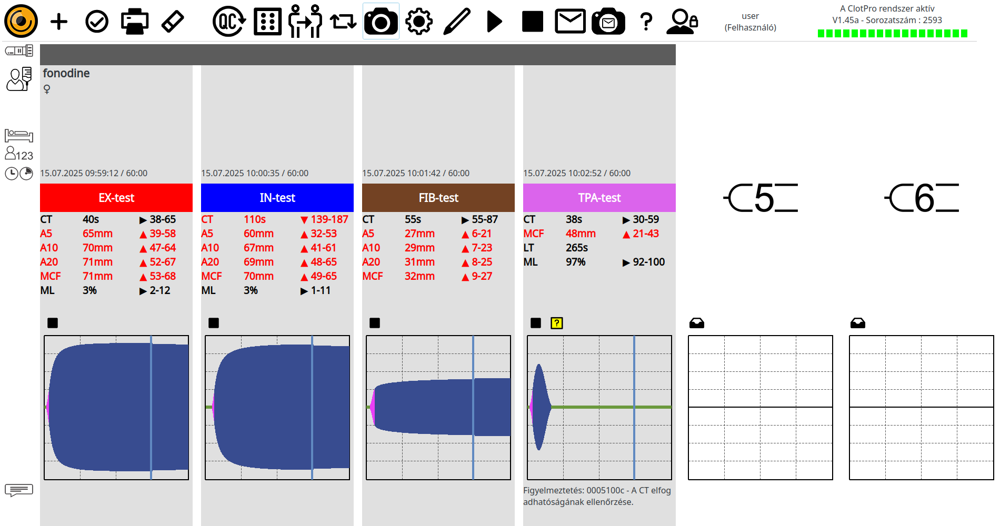 QC
?
user
(Felhasználó)
A ClotPro rendszer aktív
V1.45a - Sorozatszám : 2593
fonodine
♀
123
15.07.2025 09:59:12 / 60:00
15.07.2025 10:00:35 / 60:00
15.07.2025 10:01:42 / 60:00
15.07.2025 10:02:52 / 60:00
EX-test
CT 40s ▶ 38-65
A5 65mm ▲ 39-58
A10 70mm ▲ 47-64
A20 71mm ▲ 52-67
MCF 71mm ▲ 53-68
ML 3% ▶ 2-12
IN-test
CT 110s ▼ 139-187
A5 60mm ▲ 32-53
A10 67mm ▲ 41-61
A20 69mm ▲ 48-65
MCF 70mm ▲ 49-65
ML 3% ▶ 1-11
FIB-test
CT 55s ▶ 55-87
A5 27mm ▲ 6-21
A10 29mm ▲ 7-23
A20 31mm ▲ 8-25
MCF 32mm ▲ 9-27
TPA-test
CT 38s ▶ 30-59
MCF 48mm ▲ 21-43
LT 265s
ML 97% ▶ 92-100
?
Figyelmeztetés: 0005100c - A CT elfog
adhatóságának ellenőrzése.
5
6